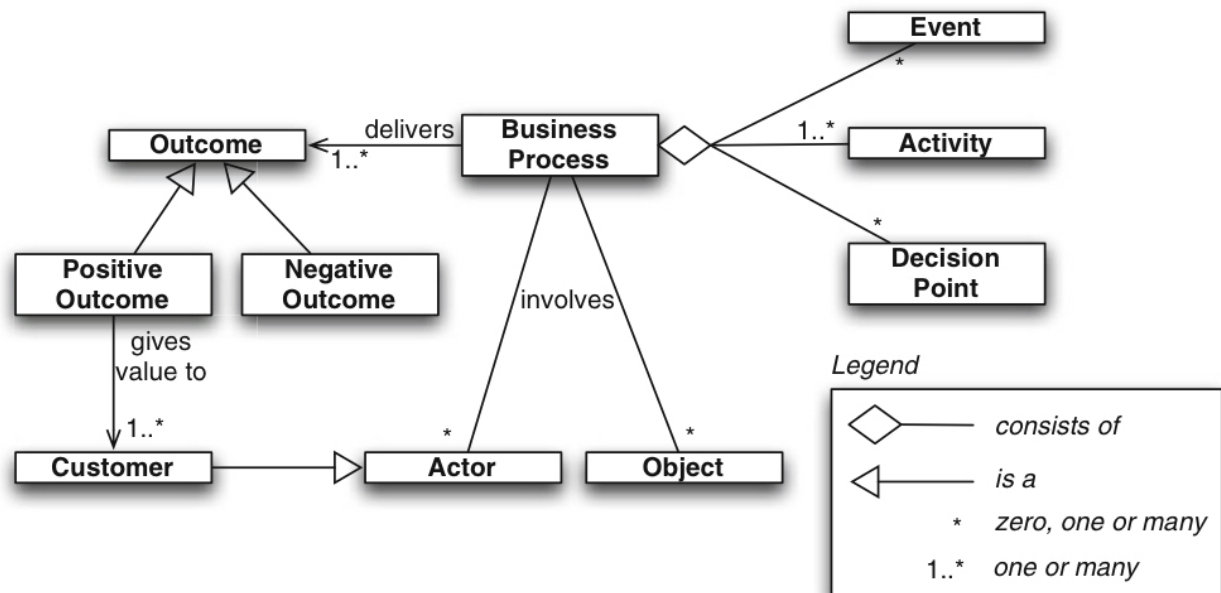 Event
*
delivers
Business
Process
1..*
Activity
Outcome
1..*
*
Decision
Point
Positive
Outcome
Negative
Outcome
involves
gives
value to
Legend
1..*
*
*
consists of
Customer
Actor
Object
is a
* zero, one or many
1..* one or many